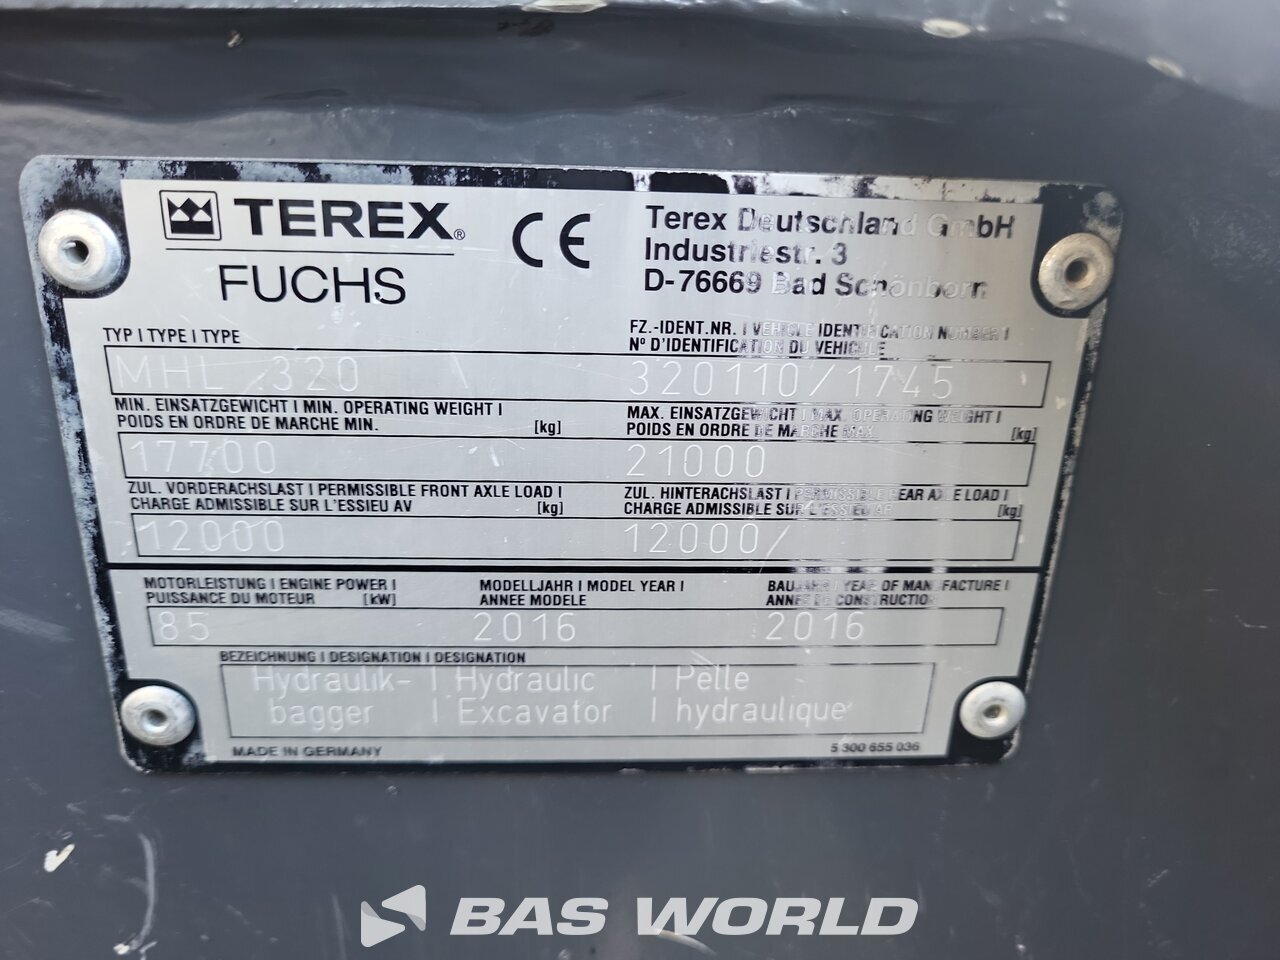 TEREX®
FUCHS
CE
Terex Deutschland GmbH
Industriestr. 3
D-76669 Bad Schönborn
TYP | TYPE | TYPE
FZ.-IDENT.NR. | VEHICLE IDENTIFICATION NUMBER |
N° D'IDENTIFICATION DU VEHICULE
MHL 320
320110/1745
MIN. EINSATZGEWICHT | MIN. OPERATING WEIGHT |
POIDS EN ORDRE DE MARCHE MIN. [kg]
MAX. EINSATZGEWICHT | MAX. OPERATING WEIGHT |
POIDS EN ORDRE DE MARCHE MAX. [kg]
17700
21000
ZUL. VORDERACHSLAST | PERMISSIBLE FRONT AXLE LOAD |
CHARGE ADMISSIBLE SUR L'ESSIEU AV [kg]
ZUL. HINTERACHSLAST | PERMISSIBLE REAR AXLE LOAD |
CHARGE ADMISSIBLE SUR L'ESSIEU AR [kg]
12000
12000/
MOTORLEISTUNG | ENGINE POWER |
PUISSANCE DU MOTEUR [kW]
MODELLJAHR | MODEL YEAR |
ANNEE MODELE
BAUJAHR | YEAR OF MANUFACTURE |
ANNEE DE CONSTRUCTION
85
2016
2016
BEZEICHNUNG | DESIGNATION | DESIGNATION
Hydraulik- | Hydraulic | Pelle
bagger | Excavator | hydraulique
MADE IN GERMANY
5 300 655 036
BAS WORLD